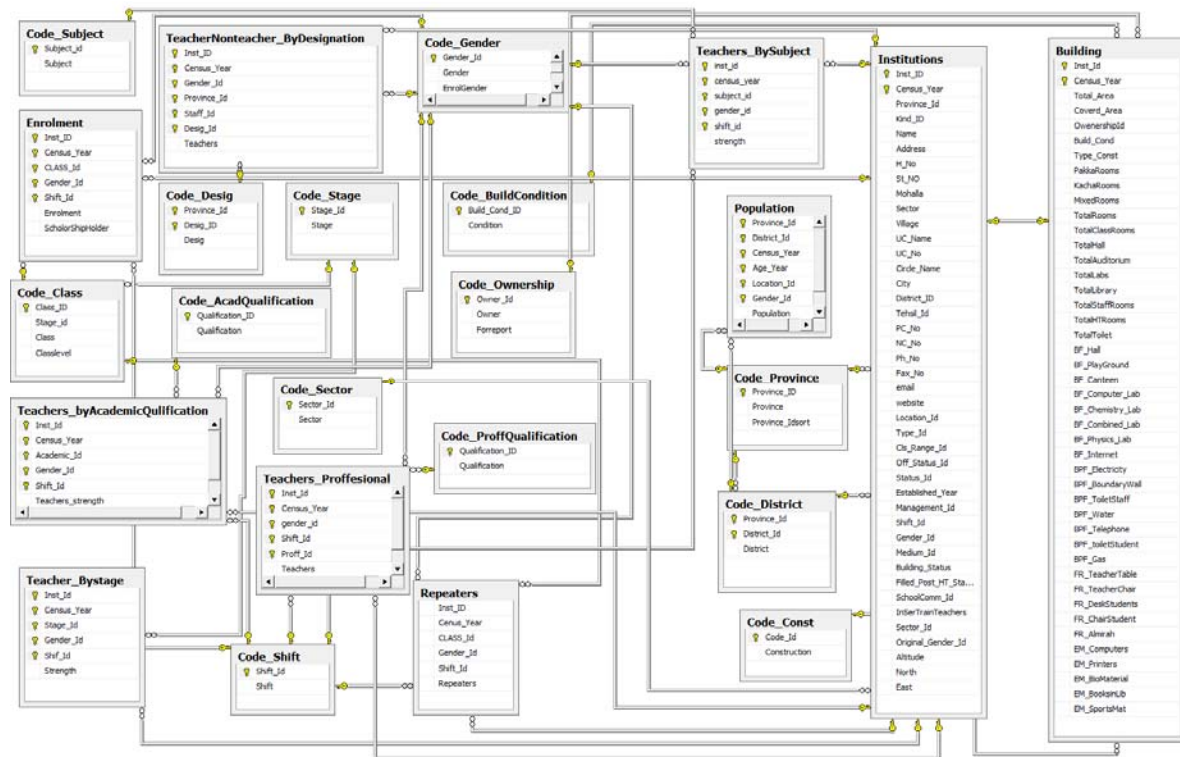 Code_Subject
Subject_id
Subject
TeacherNonteacher_ByDesignation
Inst_ID
Census_Year
Gender_Id
Province_Id
Staff_Id
Desig_Id
Teachers
Code_Gender
Gender_Id
Gender
EnrolGender
Teachers_BySubject
inst_id
census_year
subject_id
gender_id
shift_id
strength
Institutions
Inst_ID
Census_Year
Province_Id
Kind_ID
Name
Address
H_No
St_NO
Mohalla
Sector
Village
UC_Name
UC_No
Circle_Name
City
District_ID
Tehsil_Id
PC_No
NC_No
Ph_No
Fax_No
email
website
Location_Id
Type_Id
Cls_Range_Id
Off_Status_Id
Status_Id
Established_Year
Management_Id
Shift_Id
Gender_Id
Medium_Id
Building_Status
Filled_Post_HT_Sta...
SchoolComm_Id
InSerTrainTeachers
Sector_Id
Original_Gender_Id
Altitude
North
East
Building
Inst_Id
Census_Year
Total_Area
Coverd_Area
OwenershipId
Build_Cond
Type_Const
PakkaRooms
KachaRooms
MixedRooms
TotalRooms
TotalClassRooms
TotalHall
TotalAuditorium
TotalLabs
TotalLibrary
TotalStaffRooms
TotalHTRooms
TotalToilet
BF_Hall
BF_PlayGround
BF_Canteen
BF_Computer_Lab
BF_Chemistry_Lab
BF_Combined_Lab
BF_Physics_Lab
BF_Internet
BPF_Electricity
BPF_BoundaryWall
BPF_ToiletStaff
BPF_Water
BPF_Telephone
BPF_toiletStudent
BPF_Gas
FR_TeacherTable
FR_TeacherChair
FR_DeskStudents
FR_ChairStudent
FR_Almirah
EM_Computers
EM_Printers
EM_BioMaterial
EM_BooksinLib
EM_SportsMat
Enrolment
Inst_ID
Census_Year
CLASS_Id
Gender_Id
Shift_Id
Enrolment
ScholorShipHolder
Code_Desig
Province_Id
Desig_ID
Desig
Code_Stage
Stage_Id
Stage
Code_BuildCondition
Build_Cond_ID
Condition
Population
Province_Id
District_Id
Census_Year
Age_Year
Location_Id
Gender_Id
Population
Code_Class
Class_ID
Stage_id
Class
Classlevel
Code_AcadQualification
Qualification_ID
Qualification
Code_Ownership
Owner_Id
Owner
Forreport
Code_Sector
Sector_Id
Sector
Code_Province
Province_ID
Province
Province_Idsort
Teachers_byAcademicQulification
Inst_Id
Census_Year
Academic_Id
Gender_Id
Shift_Id
Teachers_strength
Code_ProffQualification
Qualification_ID
Qualification
Teachers_Proffesional
Inst_Id
Census_Year
gender_id
Shift_Id
Proff_Id
Teachers
Code_District
Province_Id
District_Id
District
Teacher_Bystage
Inst_Id
Census_Year
Stage_Id
Gender_Id
Shif_Id
Strength
Code_Shift
Shift_Id
Shift
Repeaters
Inst_ID
Cenus_Year
CLASS_Id
Gender_Id
Shift_Id
Repeaters
Code_Const
Code_Id
Construction